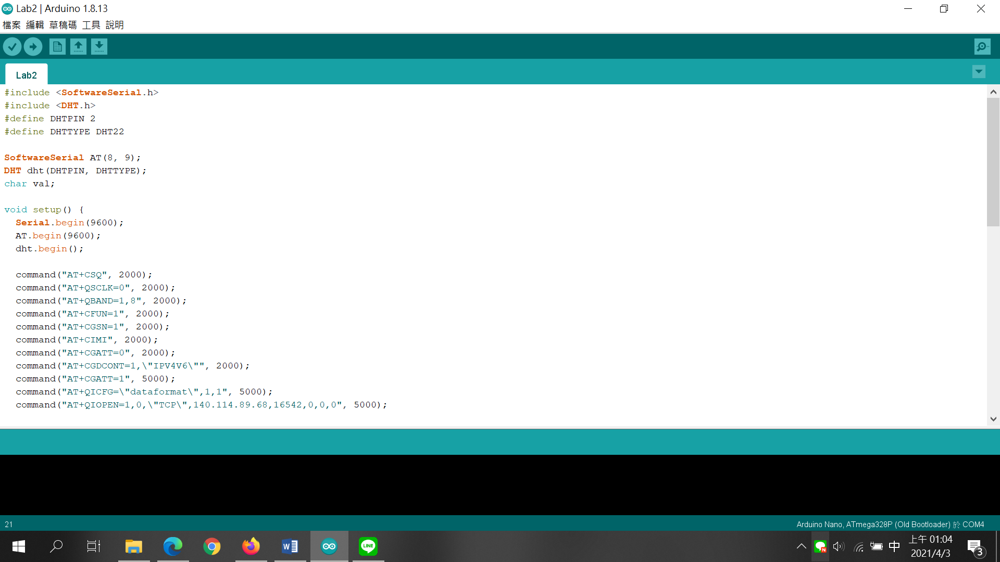 Lab2 | Arduino 1.8.13
檔案 編輯 草稿碼 工具 說明
Lab2
#include <SoftwareSerial.h>
#include <DHT.h>
#define DHTPIN 2
#define DHTTYPE DHT22
SoftwareSerial AT(8, 9);
DHT dht(DHTPIN, DHTTYPE);
char val;
void setup() {
Serial.begin(9600);
AT.begin(9600);
dht.begin();
command("AT+CSQ", 2000);
command("AT+QSCLK=0", 2000);
command("AT+QBAND=1,8", 2000);
command("AT+CFUN=1", 2000);
command("AT+CGSN=1", 2000);
command("AT+CIMI", 2000);
command("AT+CGATT=0", 2000);
command("AT+CGDCONT=1,\"IPV4V6\"", 2000);
command("AT+CGATT=1", 5000);
command("AT+QICFG=\"dataformat\",1,1", 5000);
command("AT+QIOPEN=1,0,\"TCP\",140.114.89.68,16542,0,0,0", 5000);
21
Arduino Nano, ATmega328P (Old Bootloader) 於 COM4
W
LINE
N
中
上午 01:04
2021/4/3
3